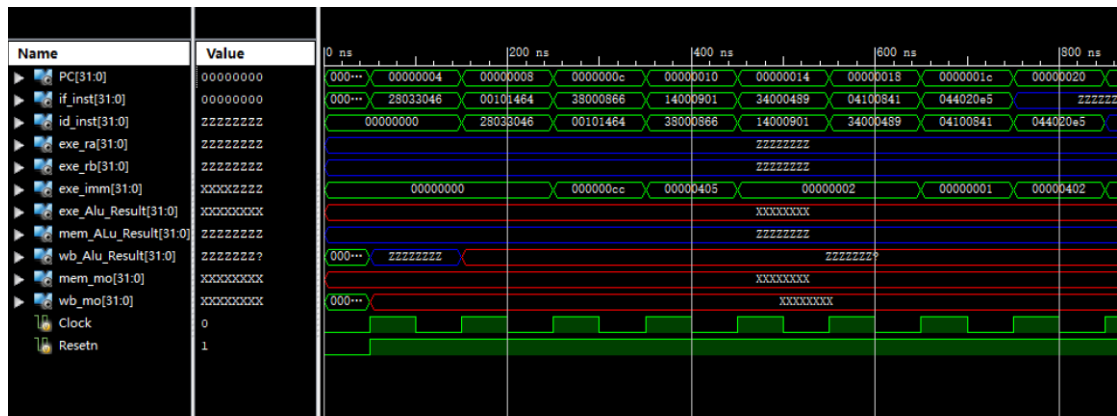 Name Value 0 ns 200 ns 400 ns 600 ns 800 ns
PC[31:0] 00000000 000··· 00000004 00000008 0000000c 00000010 00000014 00000018 0000001c 00000020
if_inst[31:0] 00000000 000··· 28033046 00101464 38000866 14000901 34000489 04100841 044020e5 ZZZZZZ
id_inst[31:0] ZZZZZZZZ 00000000 28033046 00101464 38000866 14000901 34000489 04100841 044020e5
exe_ra[31:0] ZZZZZZZZ ZZZZZZZZ
exe_rb[31:0] ZZZZZZZZ ZZZZZZZZ
exe_imm[31:0] XXXXZZZZ 00000000 000000cc 00000405 00000002 00000001 00000402
exe_Alu_Result[31:0] XXXXXXXX XXXXXXXX
mem_ALu_Result[31:0] ZZZZZZZZ ZZZZZZZZ
wb_Alu_Result[31:0] ZZZZZZZ? 000··· ZZZZZZZZ ZZZZZZZ?
mem_mo[31:0] XXXXXXXX XXXXXXXX
wb_mo[31:0] XXXXXXXX 000··· XXXXXXXX
Clock 0
Resetn 1